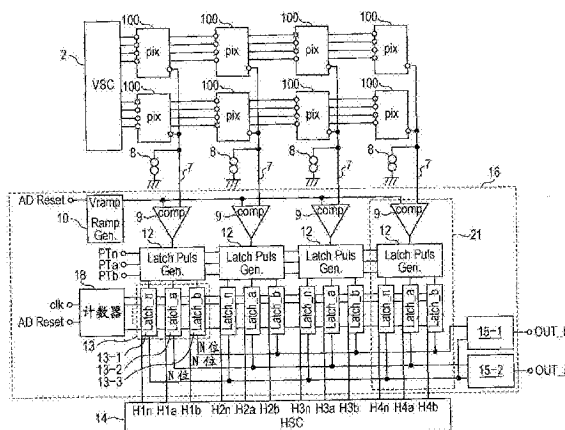 100 100 100 100
2 VSC pix pix pix pix
100 100 100 100
pix pix pix pix
8 7 8 7 8 7 8 7
16
AD Reset Vramp
10 Ramp Gen.
9 comp 9 comp 9 comp 9 comp
12 12 12 12 21
PTn PTa PTb
Latch Puls Gen. Latch Puls Gen. Latch Puls Gen. Latch Puls Gen.
18
clk 计数器
AD Reset
Latch_n Latch_a Latch_b Latch_n Latch_a Latch_b Latch_n Latch_a Latch_b Latch_n Latch_a Latch_b
13
13-1
13-2
13-3
N 位
N 位
N 位
15-1
15-2
H1n H1a H1b H2n H2a H2b H3n H3a H3b H4n H4a H4b
14 HSC